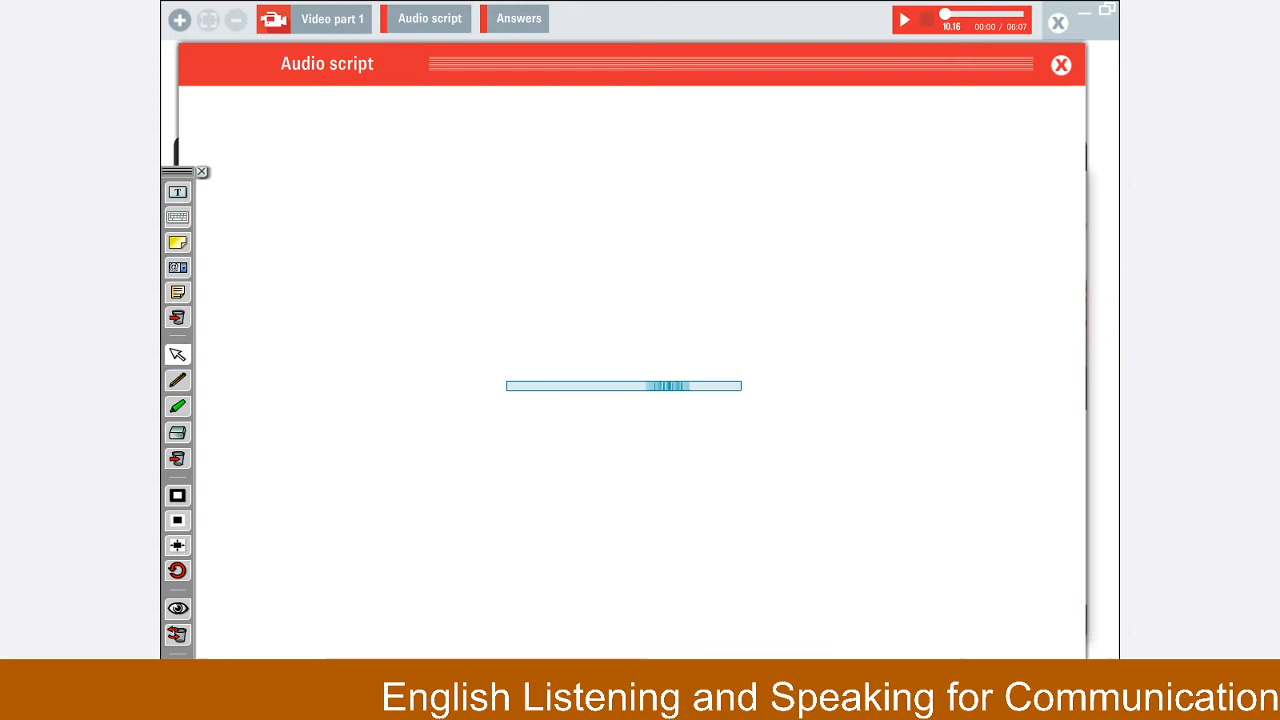 Video part 1
Audio script
Answers
10.16 00:00 / 06:07
Audio script
English Listening and Speaking for Communication